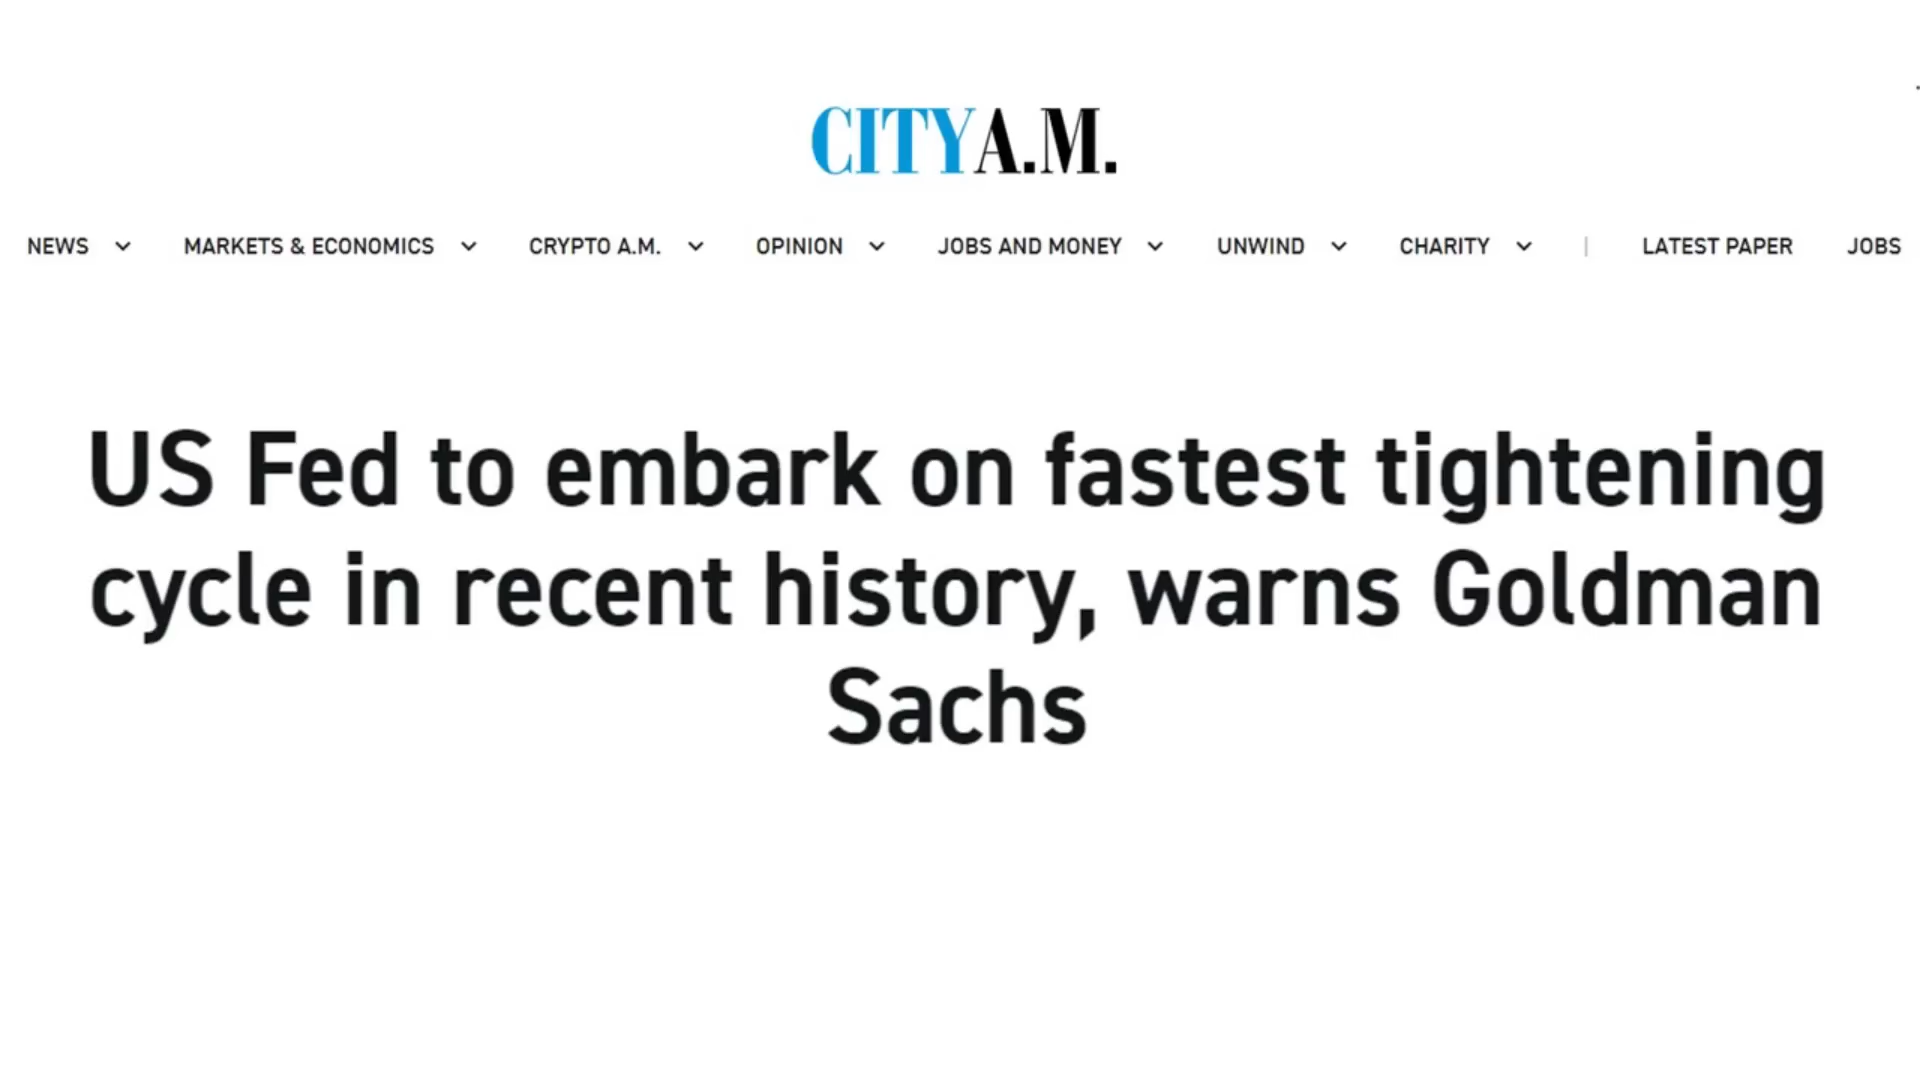 CITYA.M.
NEWS MARKETS & ECONOMICS CRYPTO A.M. OPINION JOBS AND MONEY UNWIND CHARITY | LATEST PAPER JOBS
US Fed to embark on fastest tightening
cycle in recent history, warns Goldman
Sachs